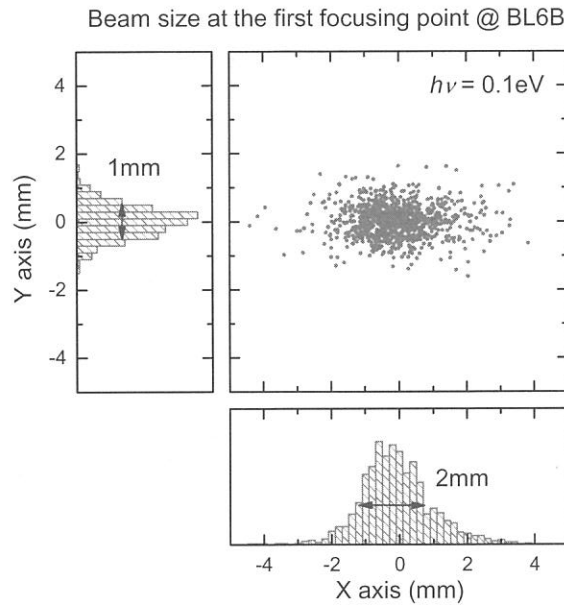 Beam size at the first focusing point @ BL6B
hν = 0.1eV
4
2
0
-2
-4
Y axis (mm)
1mm
2mm
-4 -2 0 2 4
X axis (mm)